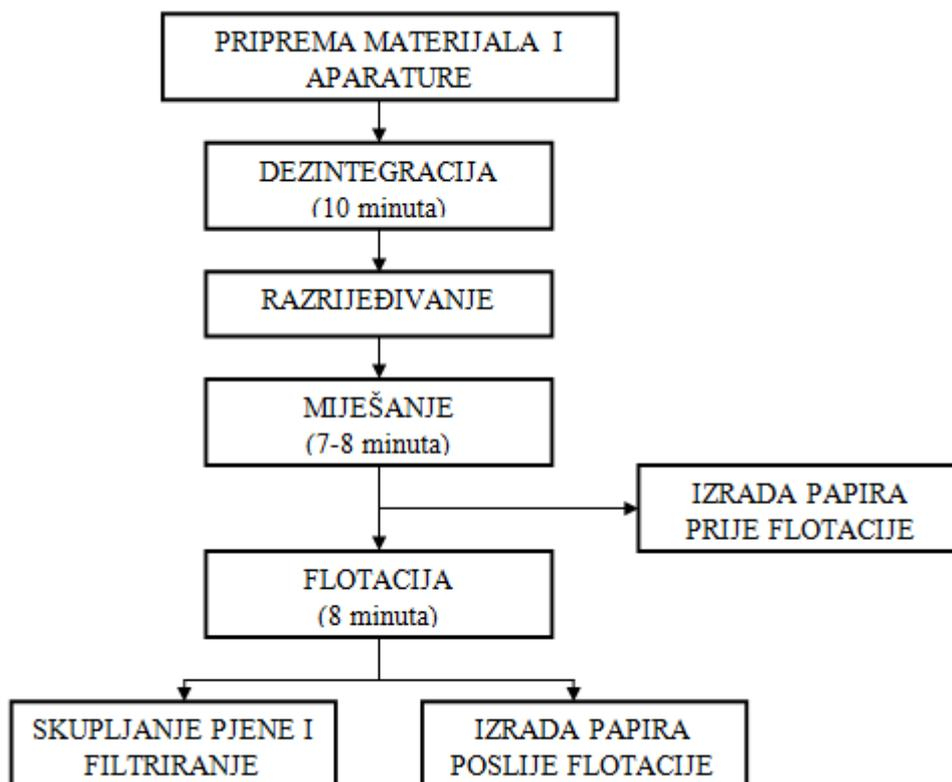 PRIPREMA MATERIJALA I
APARATURE
DEZINTEGRACIJA
(10 minuta)
RAZRIJEĐIVANJE
MIJEŠANJE
(7-8 minuta)
IZRADA PAPIRA
PRIJE FLOTACIJE
FLOTACIJA
(8 minuta)
SKUPLJANJE PJENE I
FILTRIRANJE
IZRADA PAPIRA
POSLIJE FLOTACIJE